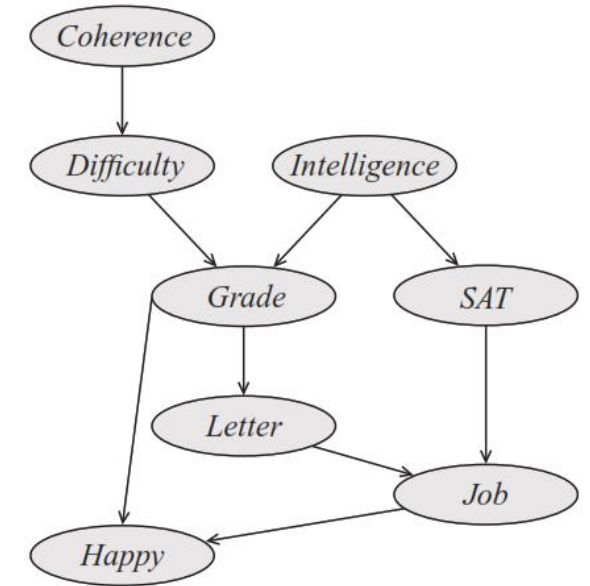 Coherence
Difficulty
Intelligence
Grade
SAT
Letter
Job
Happy